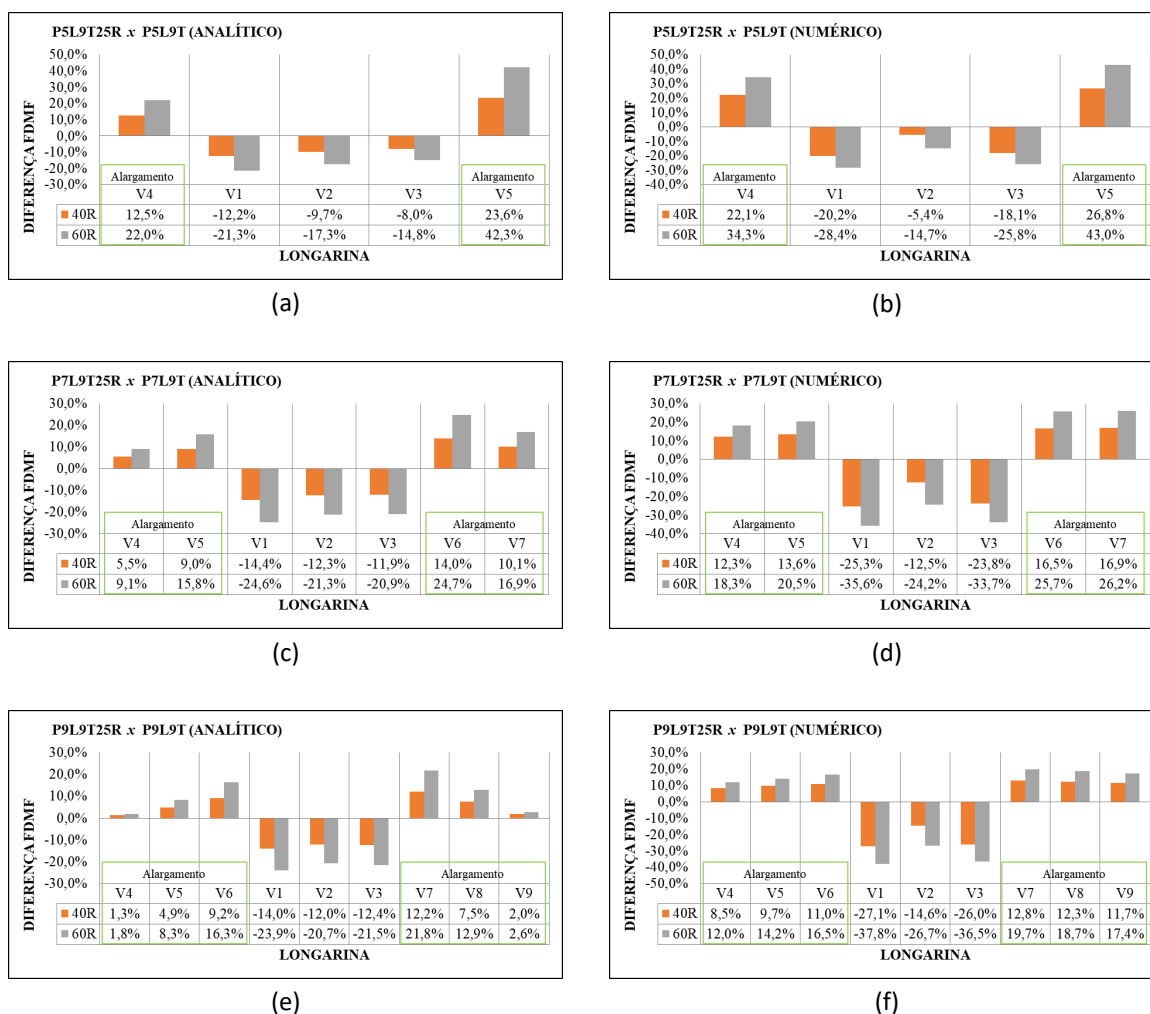 P5L9T25R x P5L9T (ANALÍTICO)
DIFERENÇA FDMF
50,0%
40,0%
30,0%
20,0%
10,0%
0,0%
-10,0%
-20,0%
-30,0%
Alargamento Alargamento
V4 V1 V2 V3 V5
40R 12,5% -12,2% -9,7% -8,0% 23,6%
60R 22,0% -21,3% -17,3% -14,8% 42,3%
LONGARINA
(a)
P5L9T25R x P5L9T (NUMÉRICO)
DIFERENÇA FDMF
50,0%
40,0%
30,0%
20,0%
10,0%
0,0%
-10,0%
-20,0%
-30,0%
-40,0%
Alargamento Alargamento
V4 V1 V2 V3 V5
40R 22,1% -20,2% -5,4% -18,1% 26,8%
60R 34,3% -28,4% -14,7% -25,8% 43,0%
LONGARINA
(b)
P7L9T25R x P7L9T (ANALÍTICO)
DIFERENÇA FDMF
30,0%
20,0%
10,0%
0,0%
-10,0%
-20,0%
-30,0%
Alargamento Alargamento
V4 V5 V1 V2 V3 V6 V7
40R 5,5% 9,0% -14,4% -12,3% -11,9% 14,0% 10,1%
60R 9,1% 15,8% -24,6% -21,3% -20,9% 24,7% 16,9%
LONGARINA
(c)
P7L9T25R x P7L9T (NUMÉRICO)
DIFERENÇA FDMF
30,0%
20,0%
10,0%
0,0%
-10,0%
-20,0%
-30,0%
-40,0%
Alargamento Alargamento
V4 V5 V1 V2 V3 V6 V7
40R 12,3% 13,6% -25,3% -12,5% -23,8% 16,5% 16,9%
60R 18,3% 20,5% -35,6% -24,2% -33,7% 25,7% 26,2%
LONGARINA
(d)
P9L9T25R x P9L9T (ANALÍTICO)
DIFERENÇA FDMF
30,0%
20,0%
10,0%
0,0%
-10,0%
-20,0%
-30,0%
Alargamento Alargamento
V4 V5 V6 V1 V2 V3 V7 V8 V9
40R 1,3% 4,9% 9,2% -14,0% -12,0% -12,4% 12,2% 7,5% 2,0%
60R 1,8% 8,3% 16,3% -23,9% -20,7% -21,5% 21,8% 12,9% 2,6%
LONGARINA
(e)
P9L9T25R x P9L9T (NUMÉRICO)
DIFERENÇA FDMF
30,0%
20,0%
10,0%
0,0%
-10,0%
-20,0%
-30,0%
-40,0%
-50,0%
Alargamento Alargamento
V4 V5 V6 V1 V2 V3 V7 V8 V9
40R 8,5% 9,7% 11,0% -27,1% -14,6% -26,0% 12,8% 12,3% 11,7%
60R 12,0% 14,2% 16,5% -37,8% -26,7% -36,5% 19,7% 18,7% 17,4%
LONGARINA
(f)